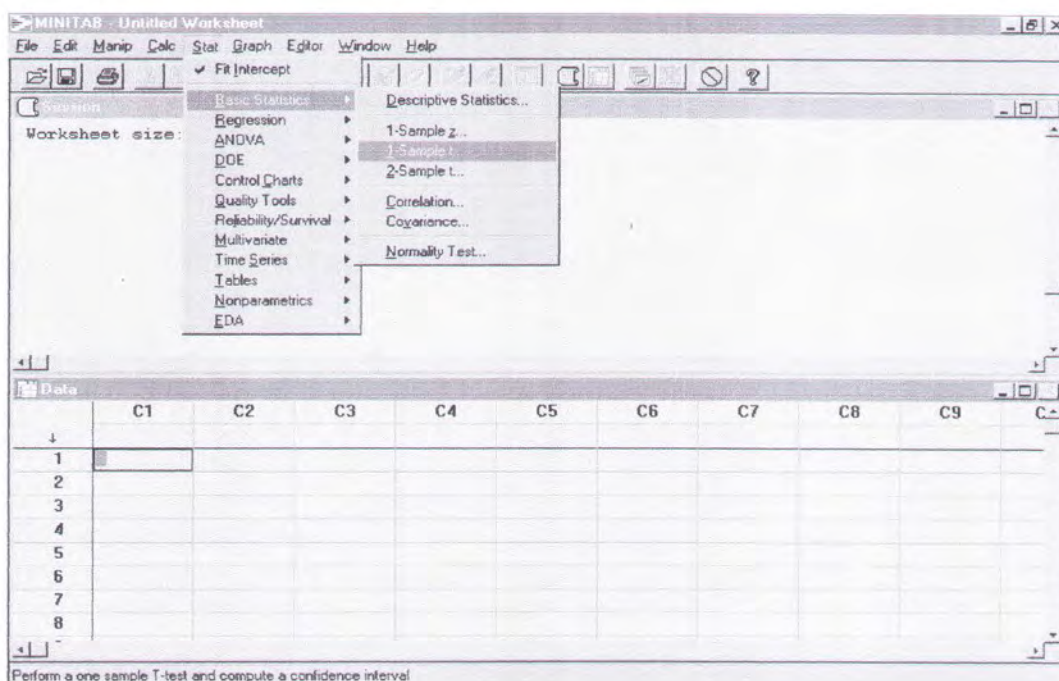 MINITAB - Untitled Worksheet
File Edit Manip Calc Stat Graph Editor Window Help
Fit Intercept
Session
Worksheet size:
Basic Statistics
Regression
ANOVA
DOE
Control Charts
Quality Tools
Reliability/Survival
Multivariate
Time Series
Tables
Nonparametrics
EDA
Descriptive Statistics...
1-Sample z...
1-Sample t...
2-Sample t...
Correlation...
Covariance...
Normality Test...
Data
C1 C2 C3 C4 C5 C6 C7 C8 C9 C
1
2
3
4
5
6
7
8
Perform a one sample T-test and compute a confidence interval